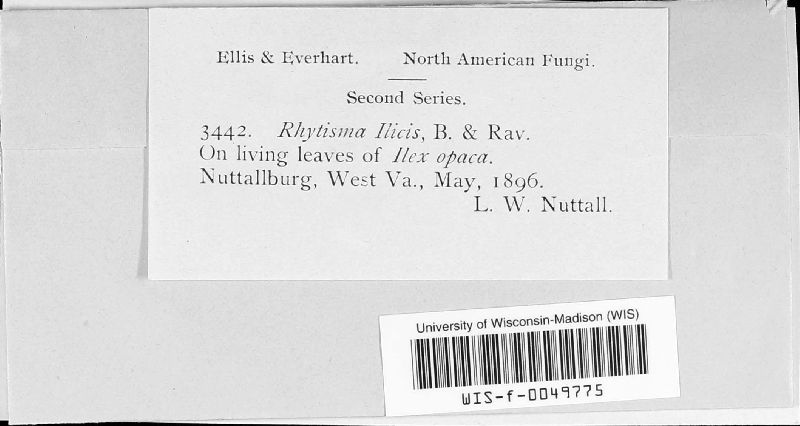 Ellis & Everhart. North American Fungi.
Second Series.
3442. Rhytisma Ilicis, B. & Rav.
On living leaves of Ilex opaca.
Nuttallburg, West Va., May, 1896.
L. W. Nuttall.
University of Wisconsin-Madison (WIS)
WIS-f-0049775